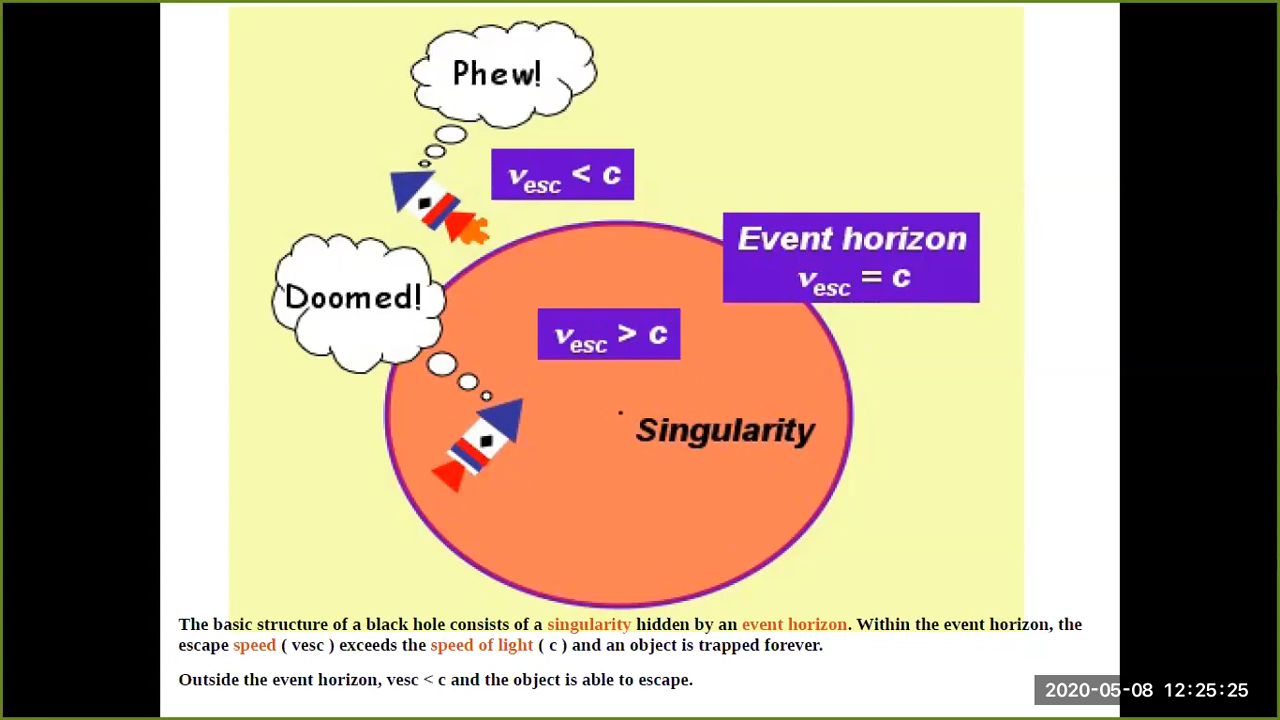 Phew!
vesc < c
Event horizon
vesc = c
Doomed!
vesc > c
Singularity
The basic structure of a black hole consists of a singularity hidden by an event horizon. Within the event horizon, the
escape speed ( vesc ) exceeds the speed of light ( c ) and an object is trapped forever.
Outside the event horizon, vesc < c and the object is able to escape.
2020-05-08 12:25:25